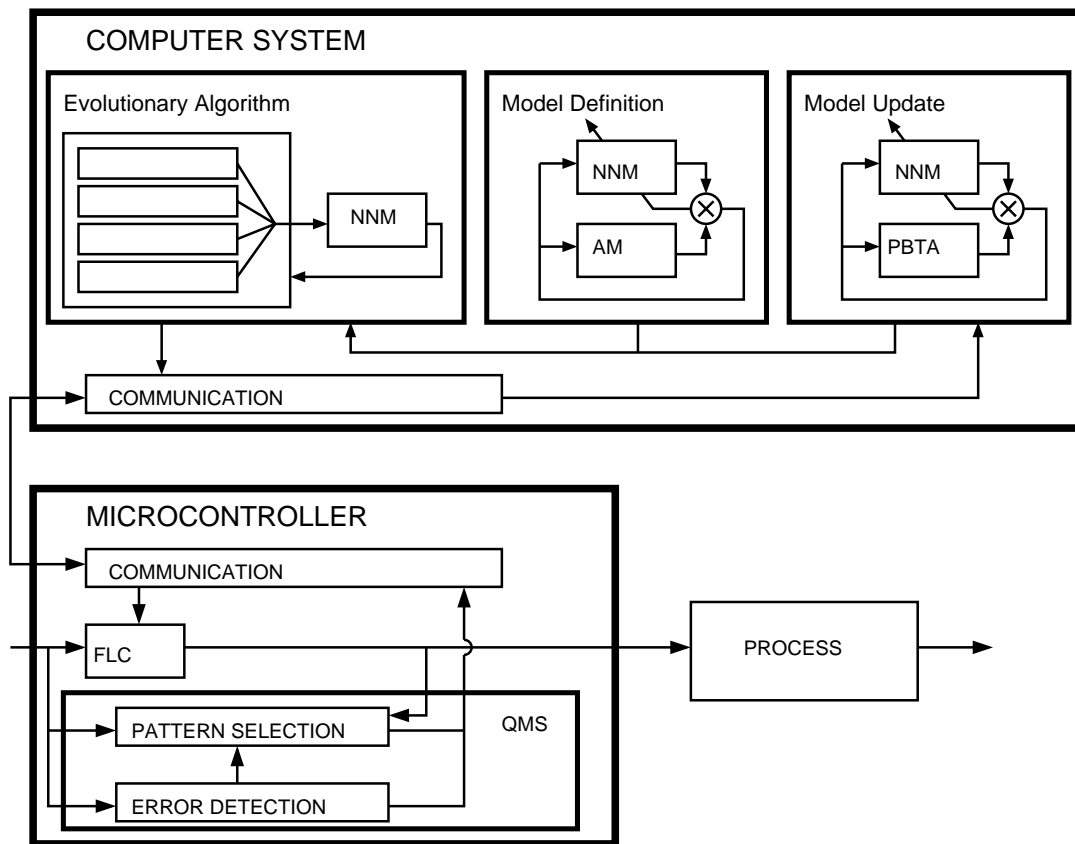 COMPUTER SYSTEM
Evolutionary Algorithm
Model Definition
Model Update
NNM
NNM
NNM
AM
PBTA
COMMUNICATION
MICROCONTROLLER
COMMUNICATION
FLC
PROCESS
PATTERN SELECTION
QMS
ERROR DETECTION